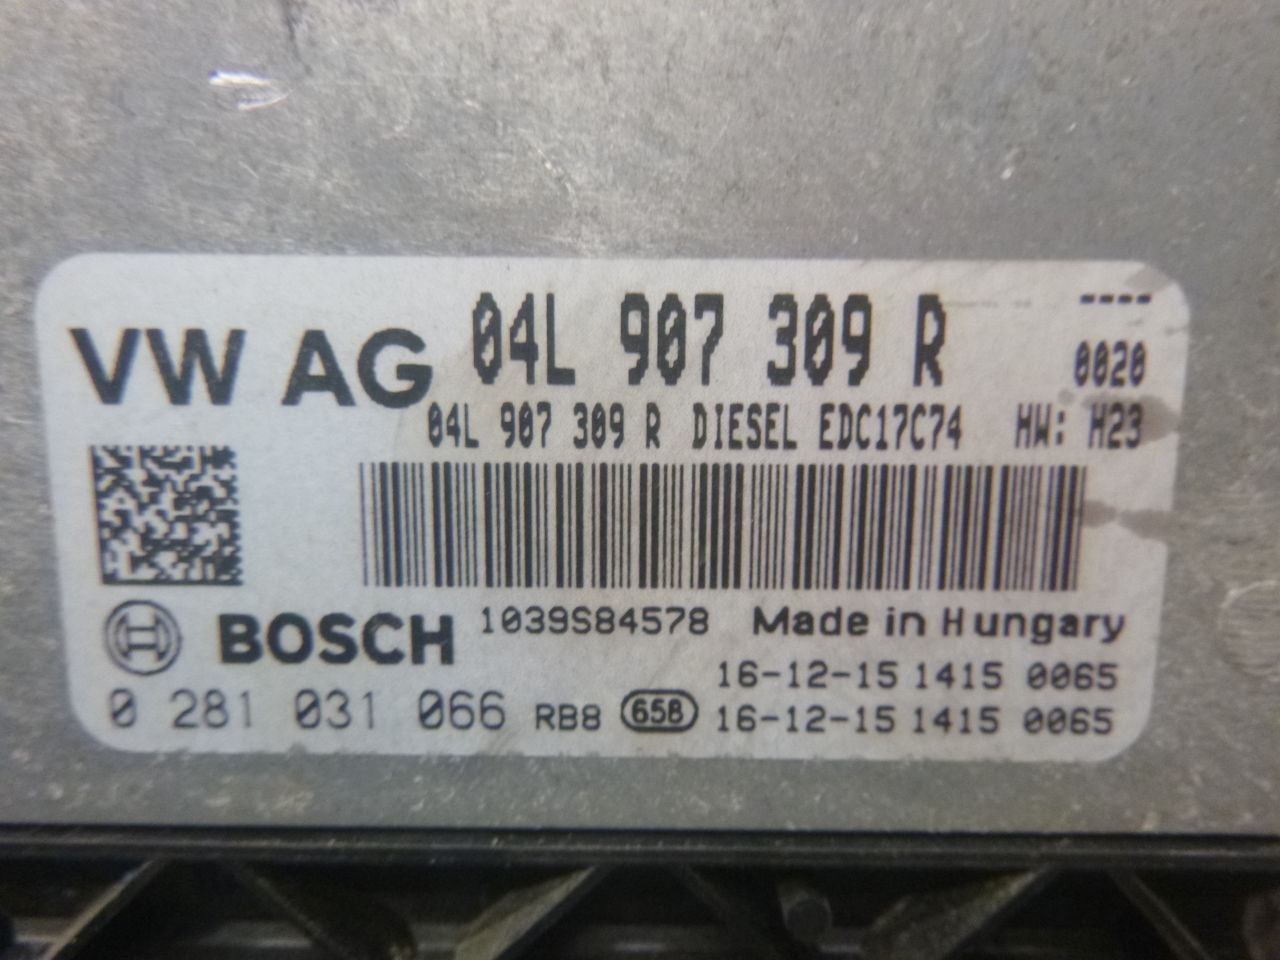 VW AG 04L 907 309 R ----
0020
04L 907 309 R DIESEL EDC17C74 HW: H23
BOSCH 1039S84578 Made in Hungary
16-12-15 1415 0065
0 281 031 066 RB8 65B 16-12-15 1415 0065